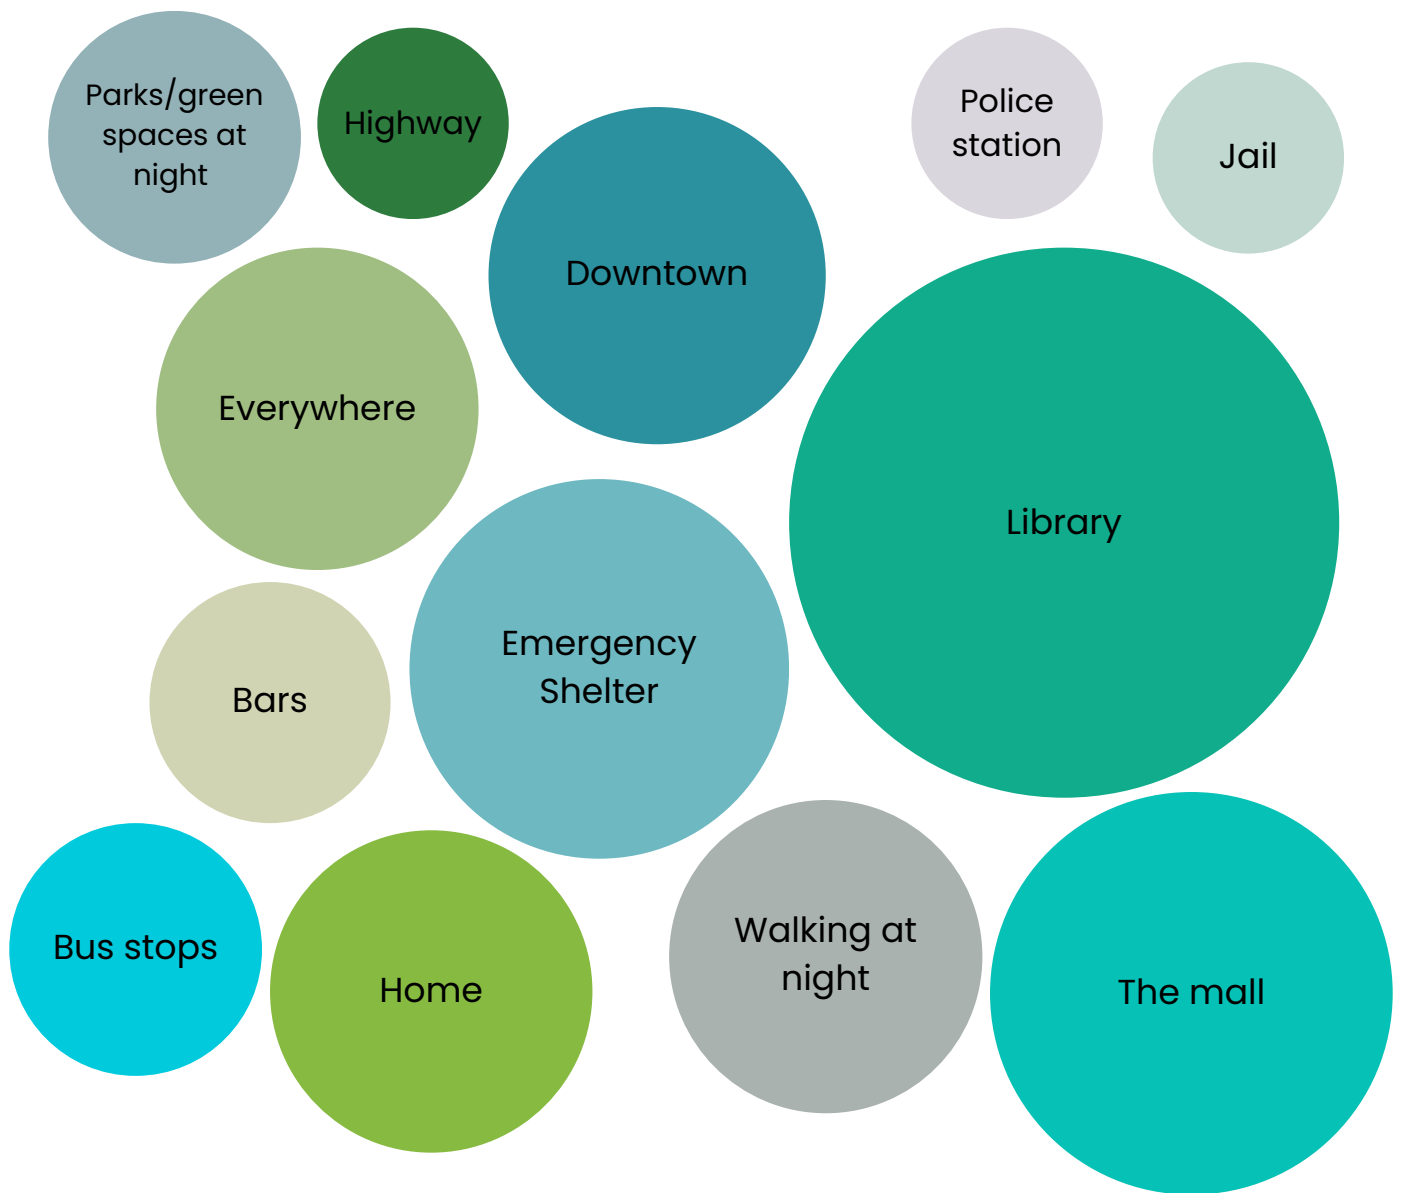 Parks/green
spaces at
night
Highway
Police
station
Jail
Downtown
Everywhere
Library
Emergency
Shelter
Bars
Bus stops
Home
Walking at
night
The mall